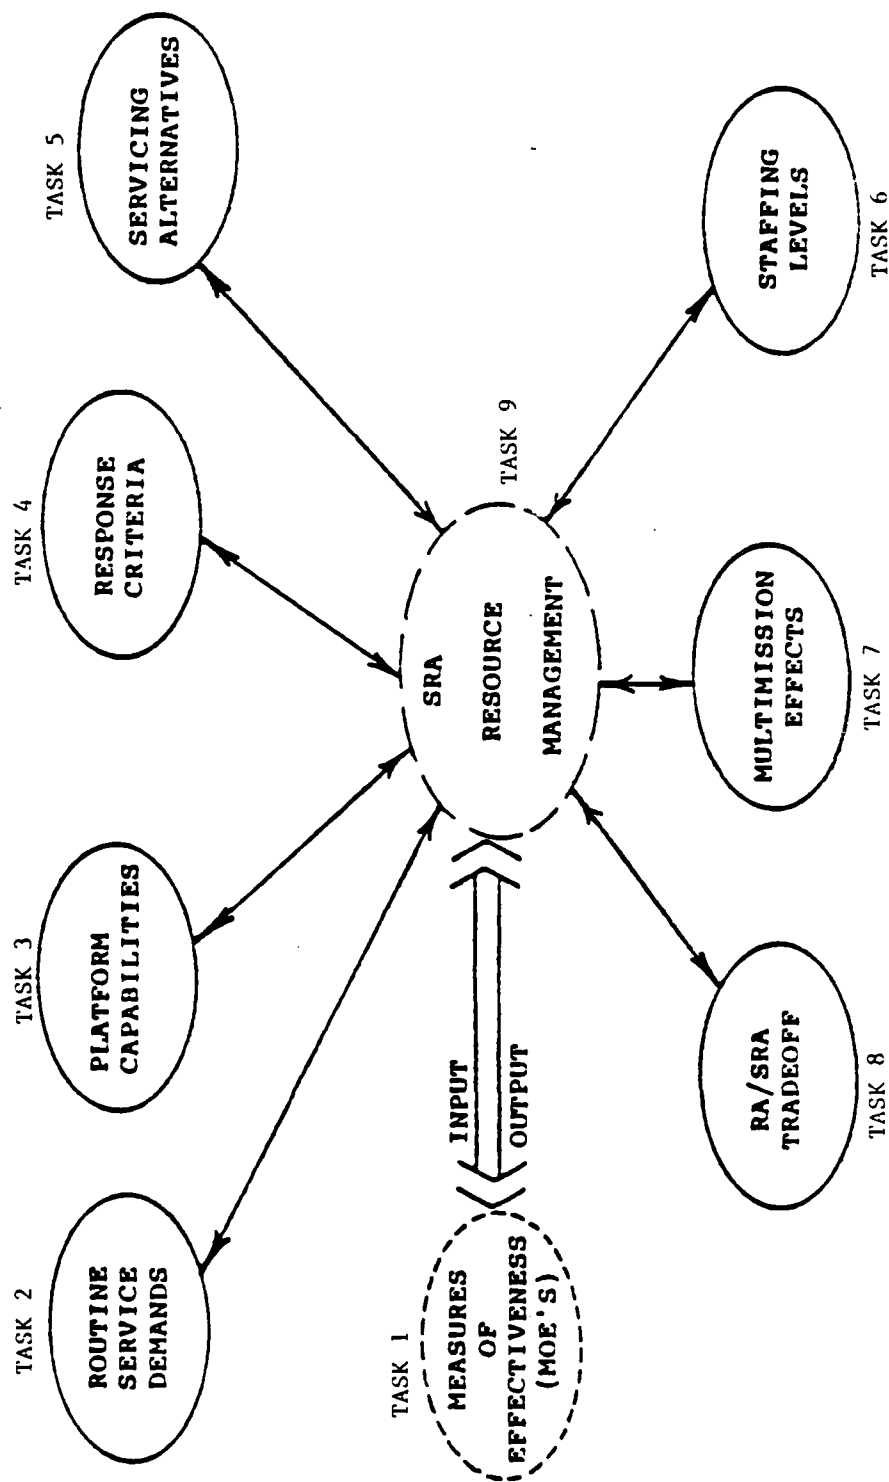 TASK 2
ROUTINE
SERVICE
DEMANDS
TASK 3
PLATFORM
CAPABILITIES
TASK 4
RESPONSE
CRITERIA
TASK 5
SERVICING
ALTERNATIVES
TASK 1
MEASURES
OF
EFFECTIVENESS
(MOE'S)
INPUT
OUTPUT
SRA
RESOURCE
MANAGEMENT
TASK 9
RA/SRA
TRADEOFF
TASK 8
MULTIMISSION
EFFECTS
TASK 7
STAFFING
LEVELS
TASK 6